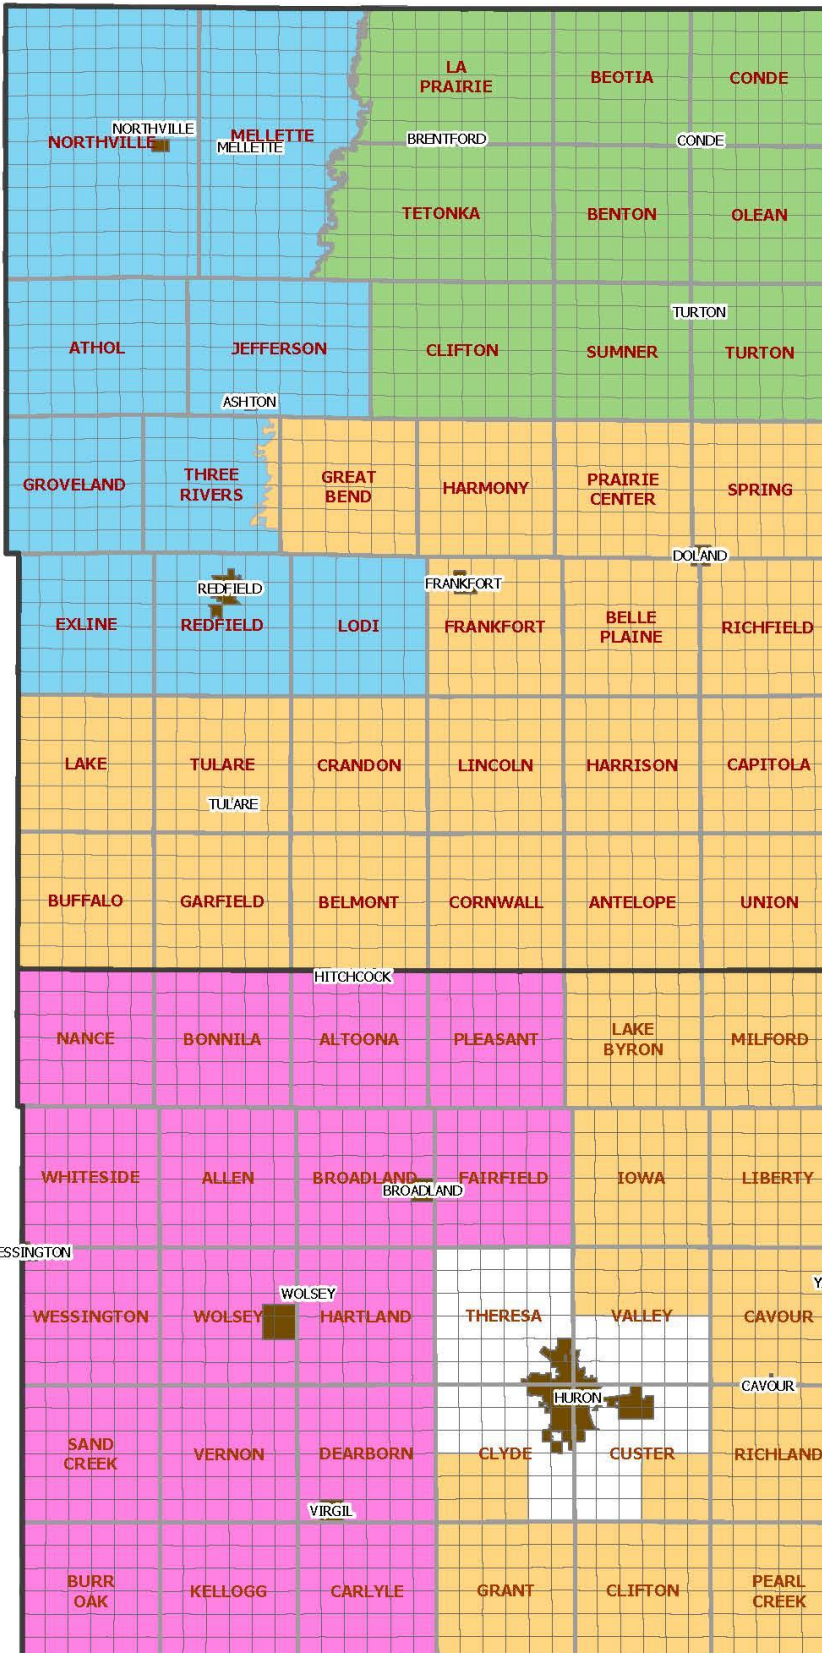 LA
PRAIRIE
BEOTIA
CONDE
NORTHVILLE
NORTHVILLE
MELLETTE
MELLETTE
BRENTFORD
CONDE
TETONKA
BENTON
OLEAN
TURTON
ATHOL
JEFFERSON
CLIFTON
SUMNER
TURTON
ASHTON
GROVELAND
THREE
RIVERS
GREAT
BEND
HARMONY
PRAIRIE
CENTER
SPRING
DOLAND
REDFIELD
FRANKFORT
EXLINE
REDFIELD
LODI
FRANKFORT
BELLE
PLAINE
RICHFIELD
LAKE
TULARE
CRANDON
LINCOLN
HARRISON
CAPITOLA
TULARE
BUFFALO
GARFIELD
BELMONT
CORNWALL
ANTELOPE
UNION
HITCHCOCK
NANCE
BONNILA
ALTOONA
PLEASANT
LAKE
BYRON
MILFORD
WHITESIDE
ALLEN
BROADLAND
FAIRFIELD
IOWA
LIBERTY
BROADLAND
ESSINGTON
Y
WOLSEY
WESSINGTON
WOLSEY
HARTLAND
THERESA
VALLEY
CAVOUR
CAVOUR
HURON
SAND
CREEK
VERNON
DEARBORN
CLYDE
CUSTER
RICHLAND
VIRGIL
BURR
OAK
KELLOGG
CARLYLE
GRANT
CLIFTON
PEARL
CREEK